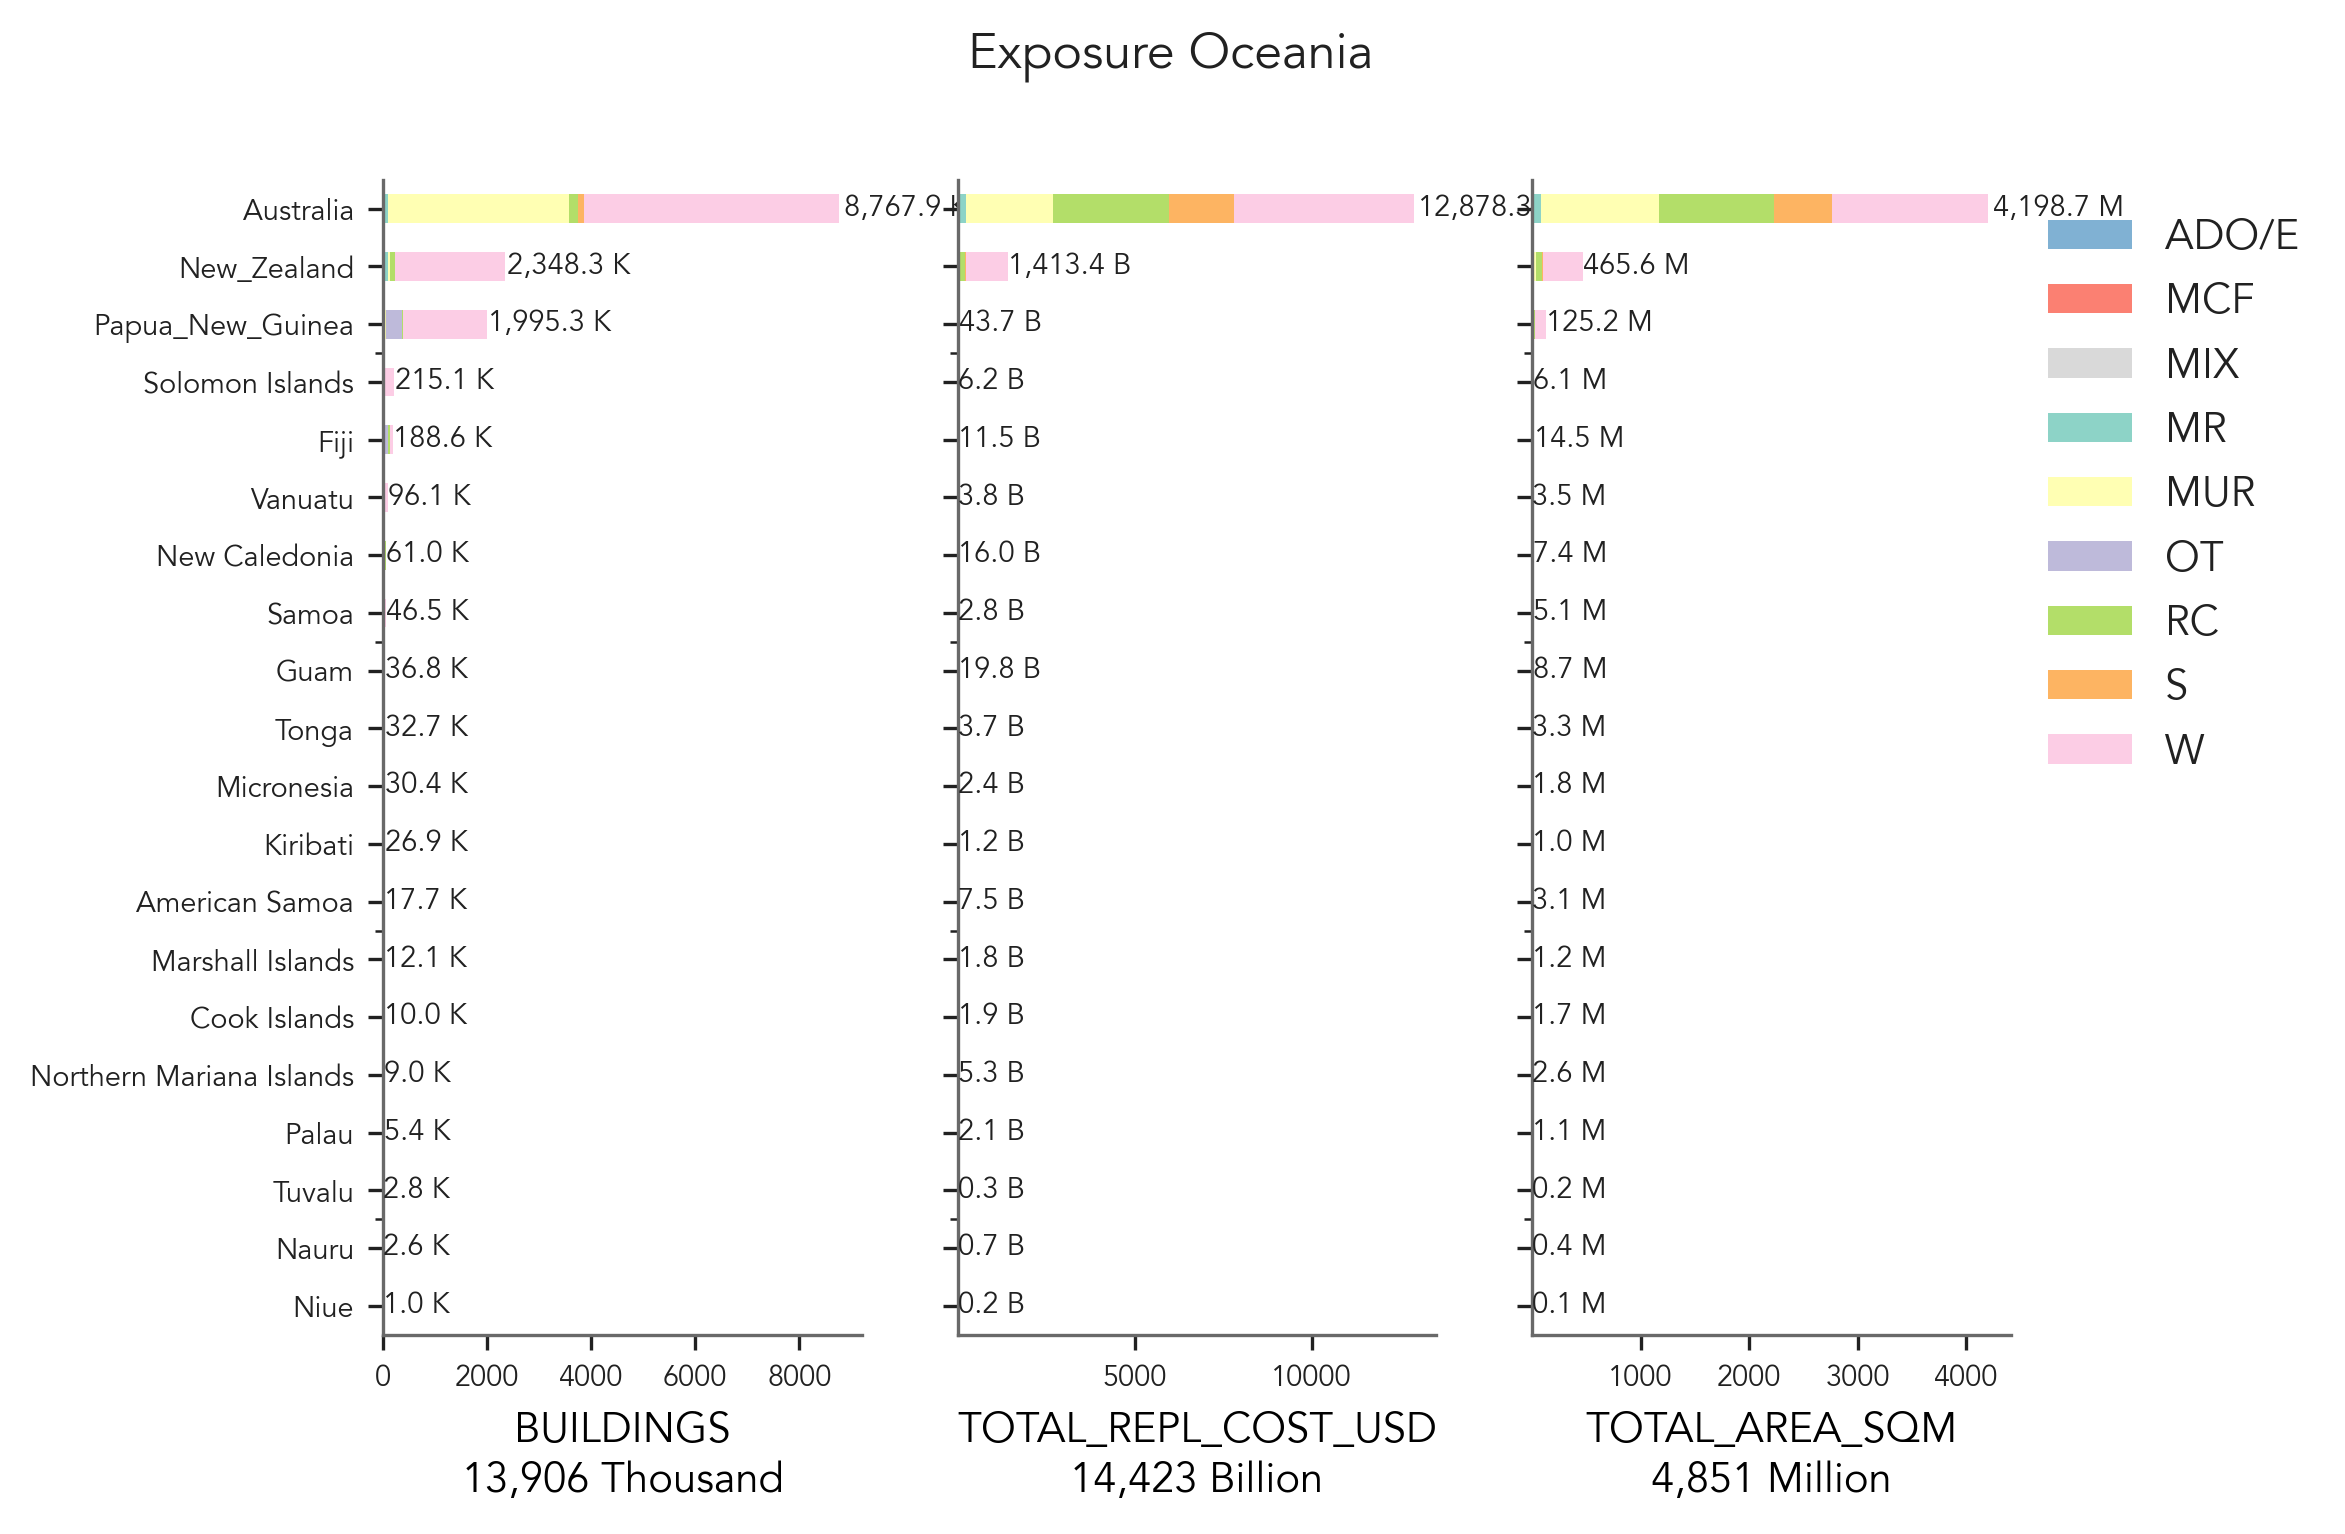 Exposure Oceania
Australia 8,767.9 12,878.3 4,198.7 M
New_Zealand 2,348.3 K 1,413.4 B 465.6 M
Papua_New_Guinea 1,995.3 K 43.7 B 125.2 M
Solomon Islands 215.1 K 6.2 B 6.1 M
Fiji 188.6 K 11.5 B 14.5 M
Vanuatu 96.1 K 3.8 B 3.5 M
New Caledonia 61.0 K 16.0 B 7.4 M
Samoa 46.5 K 2.8 B 5.1 M
Guam 36.8 K 19.8 B 8.7 M
Tonga 32.7 K 3.7 B 3.3 M
Micronesia 30.4 K 2.4 B 1.8 M
Kiribati 26.9 K 1.2 B 1.0 M
American Samoa 17.7 K 7.5 B 3.1 M
Marshall Islands 12.1 K 1.8 B 1.2 M
Cook Islands 10.0 K 1.9 B 1.7 M
Northern Mariana Islands 9.0 K 5.3 B 2.6 M
Palau 5.4 K 2.1 B 1.1 M
Tuvalu 2.8 K 0.3 B 0.2 M
Nauru 2.6 K 0.7 B 0.4 M
Niue 1.0 K 0.2 B 0.1 M
0 2000 4000 6000 8000
BUILDINGS
13,906 Thousand
5000 10000
TOTAL_REPL_COST_USD
14,423 Billion
1000 2000 3000 4000
TOTAL_AREA_SQM
4,851 Million
ADO/E
MCF
MIX
MR
MUR
OT
RC
S
W